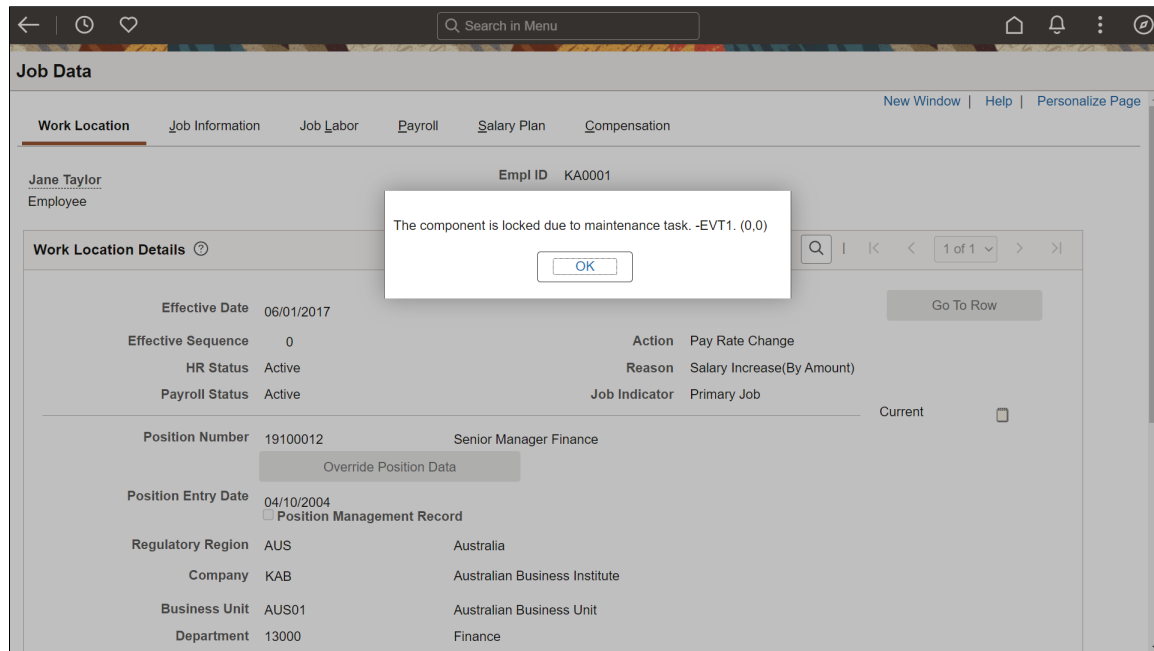 Search in Menu
Job Data
New Window | Help | Personalize Page
Work Location Job Information Job Labor Payroll Salary Plan Compensation
Jane Taylor Empl ID KA0001
Employee
The component is locked due to maintenance task. -EVT1. (0,0)
OK
Work Location Details 1 of 1
Go To Row
Effective Date 06/01/2017
Effective Sequence 0 Action Pay Rate Change
HR Status Active Reason Salary Increase(By Amount)
Payroll Status Active Job Indicator Primary Job
Current
Position Number 19100012 Senior Manager Finance
Override Position Data
Position Entry Date 04/10/2004
Position Management Record
Regulatory Region AUS Australia
Company KAB Australian Business Institute
Business Unit AUS01 Australian Business Unit
Department 13000 Finance